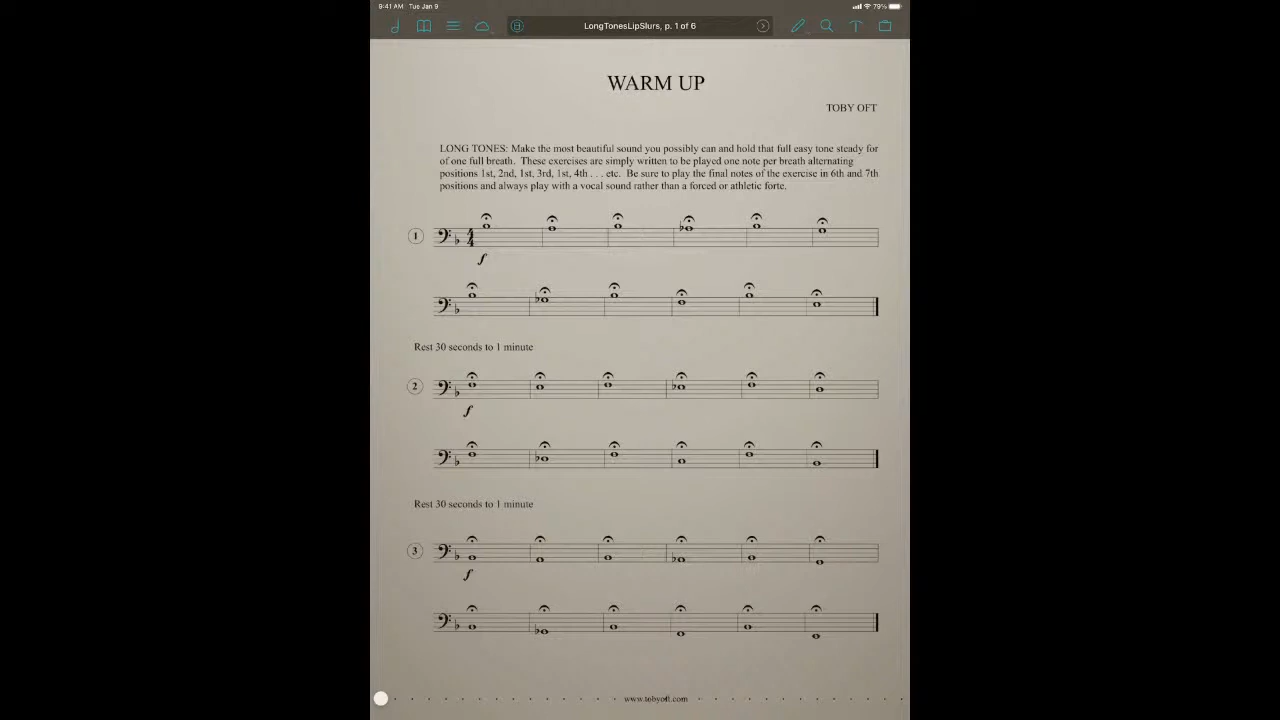 9:41 AM Tue Jan 9
79%
LongTonesLipSlurs, p. 1 of 6
WARM UP
TOBY OFT
LONG TONES: Make the most beautiful sound you possibly can and hold that full easy tone steady for
of one full breath. These exercises are simply written to be played one note per breath alternating
positions 1st, 2nd, 1st, 3rd, 1st, 4th . . . etc. Be sure to play the final notes of the exercise in 6th and 7th
positions and always play with a vocal sound rather than a forced or athletic forte.
1
4
4
f
Rest 30 seconds to 1 minute
2
f
Rest 30 seconds to 1 minute
3
f
www.tobyoft.com